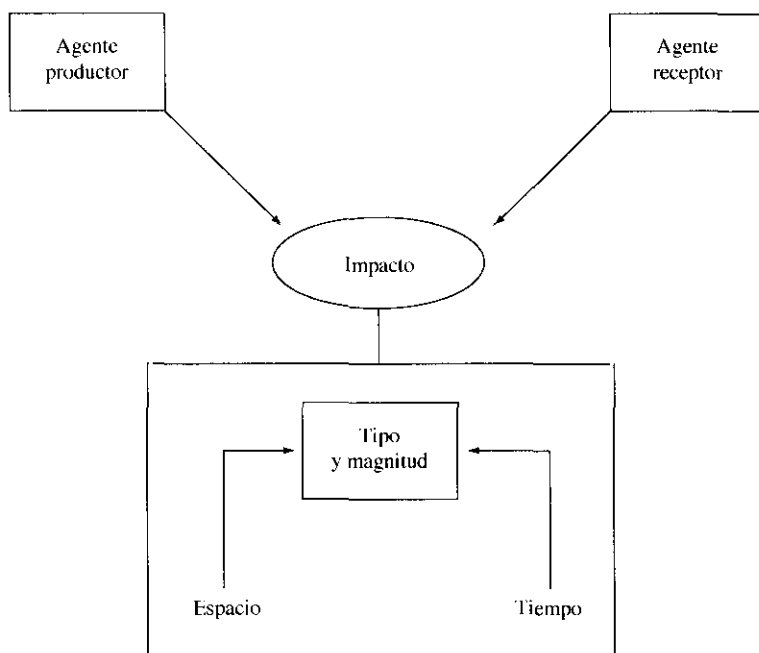 Agente
productor
Agente
receptor
Impacto
Tipo
y magnitud
Espacio
Tiempo